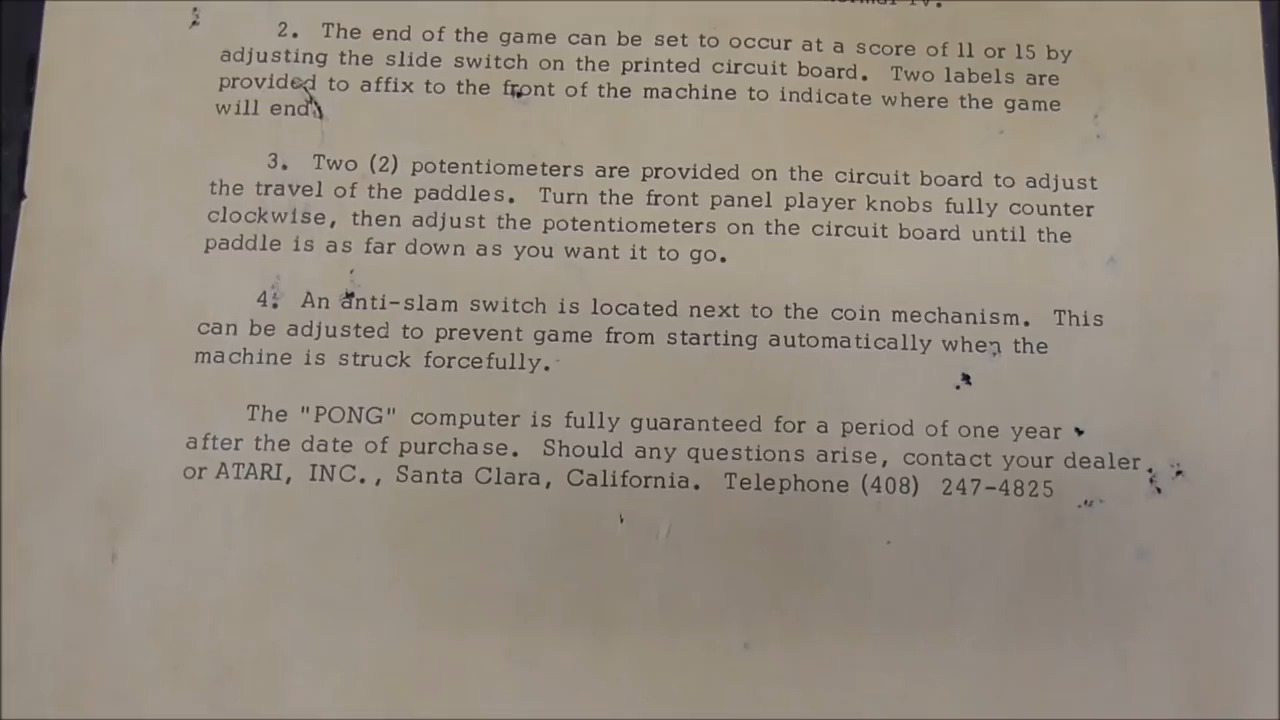 TV.
2. The end of the game can be set to occur at a score of 11 or 15 by
adjusting the slide switch on the printed circuit board. Two labels are
provided to affix to the front of the machine to indicate where the game
will end.
3. Two (2) potentiometers are provided on the circuit board to adjust
the travel of the paddles. Turn the front panel player knobs fully counter
clockwise, then adjust the potentiometers on the circuit board until the
paddle is as far down as you want it to go.
4. An anti-slam switch is located next to the coin mechanism. This
can be adjusted to prevent game from starting automatically when the
machine is struck forcefully.
The "PONG" computer is fully guaranteed for a period of one year
after the date of purchase. Should any questions arise, contact your dealer
or ATARI, INC., Santa Clara, California. Telephone (408) 247-4825